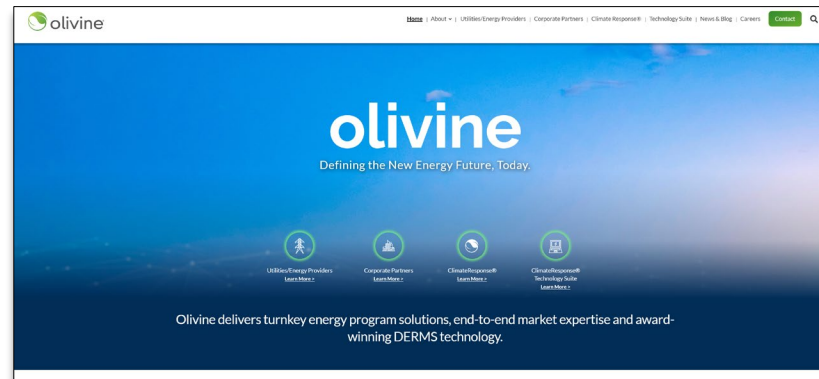 olivine
Home | About | Utilities/Energy Providers | Corporate Partners | Climate Response® | Technology Suite | News & Blog | Careers Contact
olivine
Defining the New Energy Future, Today.
Utilities/Energy Providers Corporate Partners ClimateResponse® ClimateResponse®
Learn More > Learn More > Learn More > Technology Suite
Learn More >
Olivine delivers turnkey energy program solutions, end-to-end market expertise and award-
winning DERMS technology.